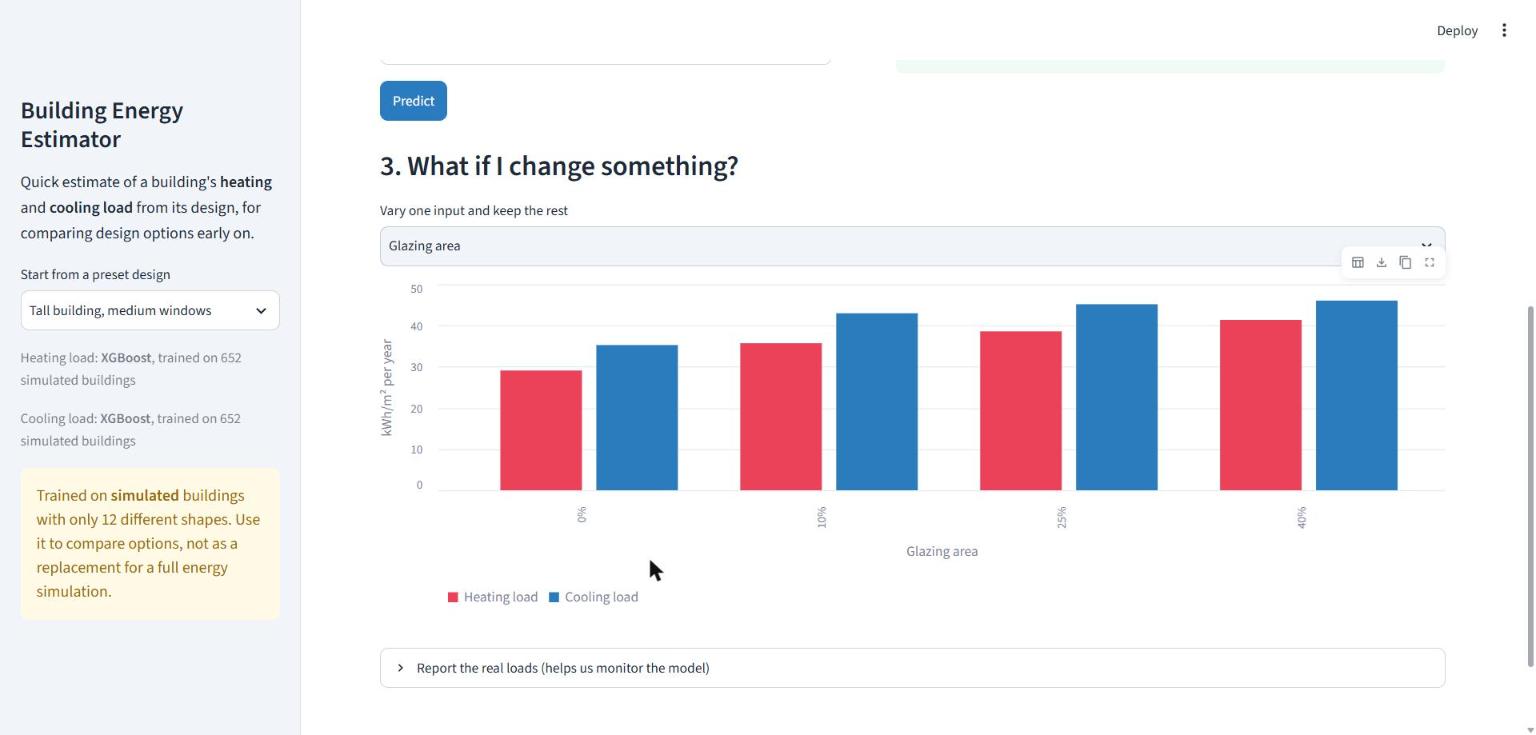 Deploy
Building Energy
Estimator
Quick estimate of a building's heating
and cooling load from its design, for
comparing design options early on.
Start from a preset design
Tall building, medium windows
Heating load: XGBoost, trained on 652
simulated buildings
Cooling load: XGBoost, trained on 652
simulated buildings
Trained on simulated buildings
with only 12 different shapes. Use
it to compare options, not as a
replacement for a full energy
simulation.
Predict
3. What if I change something?
Vary one input and keep the rest
Glazing area
kWh/m² per year
50
40
30
20
10
0
0%
10%
25%
40%
Glazing area
Heating load
Cooling load
Report the real loads (helps us monitor the model)